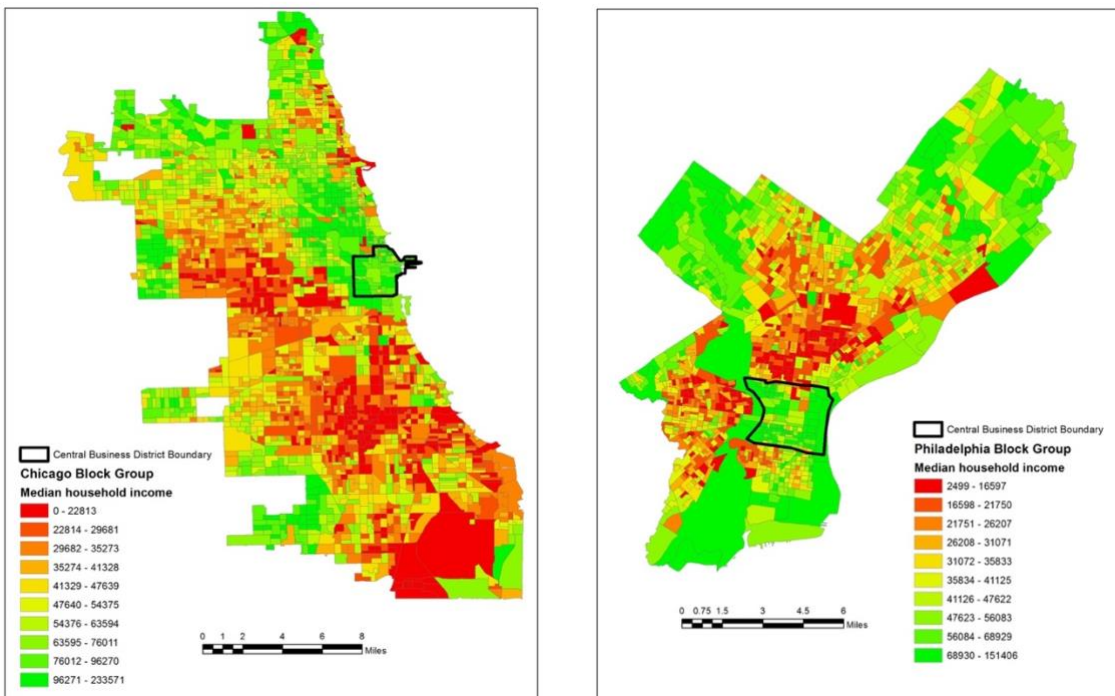 Central Business District Boundary
Chicago Block Group
Median household income
0 - 22813
22814 - 29681
29682 - 35273
35274 - 41328
41329 - 47639
47640 - 54375
54376 - 63594
63595 - 76011
76012 - 96270
96271 - 233571
0 1 2 4 6 8
Miles
Central Business District Boundary
Philadelphia Block Group
Median household income
2499 - 16597
16598 - 21750
21751 - 26207
26208 - 31071
31072 - 35833
35834 - 41125
41126 - 47622
47623 - 56083
56084 - 68929
68930 - 151406
0 0.75 1.5 3 4.5 6
Miles